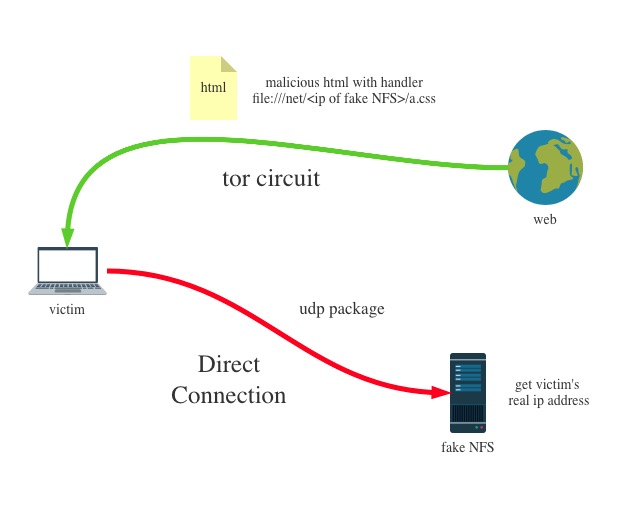 html
malicious html with handler
file:///net/<ip of fake NFS>/a.css
tor circuit
web
victim
udp package
Direct
Connection
get victim's
real ip address
fake NFS